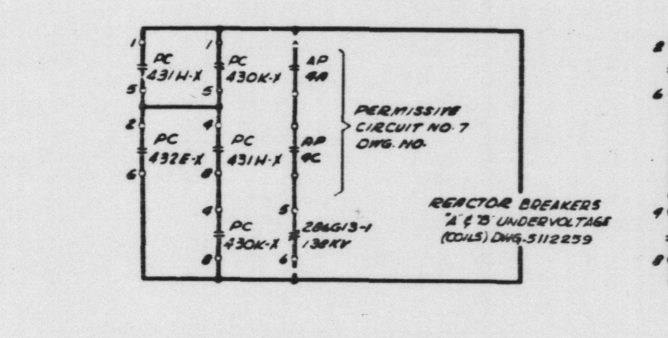 1 PC 431H-X 5
1 PC 430K-X 5
AP 4A
PERMISSIVE
CIRCUIT NO. 7
DWG. NO.
2 PC 432E-X 6
4 PC 431H-X 8
AP 4C
4 PC 430K-X 8
5 286G13-1
138KV 6
REACTOR BREAKERS
"A" & "B" UNDERVOLTAGE
(COILS) DWG. 5112259
2
6
4
8